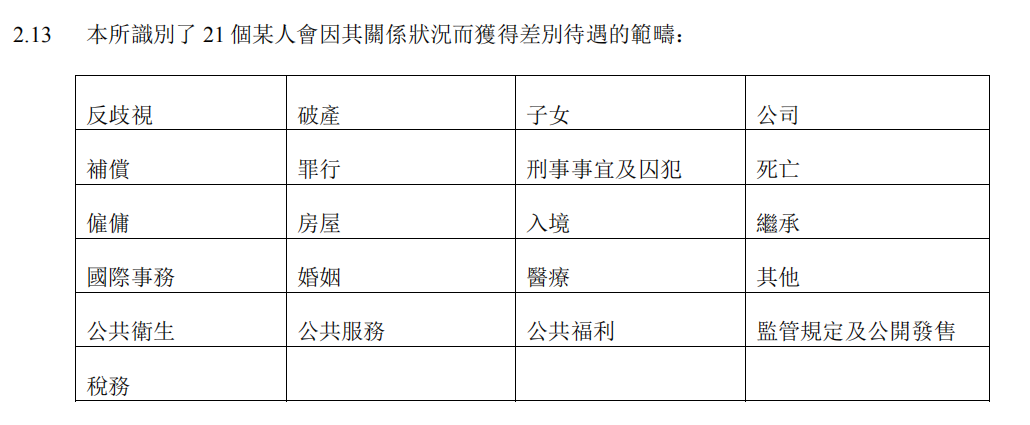 2.13 本所識別了 21 個某人會因其關係狀況而獲得差別待遇的範疇：
反歧視 破產 子女 公司
補償 罪行 刑事事宜及囚犯 死亡
僱傭 房屋 入境 繼承
國際事務 婚姻 醫療 其他
公共衛生 公共服務 公共福利 監管規定及公開發售
稅務